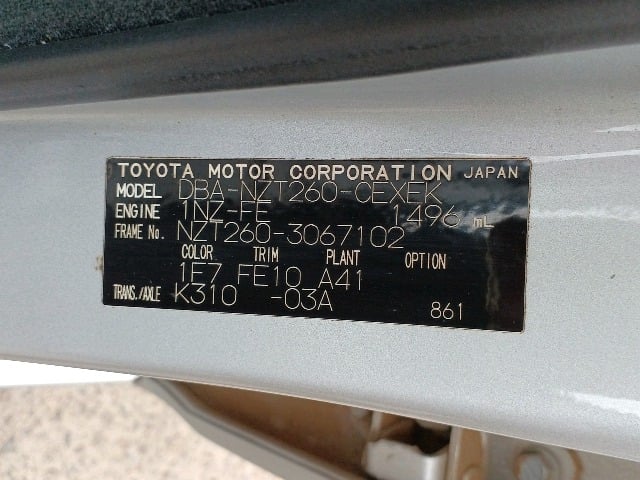 TOYOTA MOTOR CORPORATION JAPAN
MODEL DBA-NZT260-CEXEK
ENGINE 1NZ-FE 1496 mL
FRAME No. NZT260-3067102
COLOR TRIM PLANT OPTION
1F7 FE10 A41
TRANS./AXLE K310 -03A
861